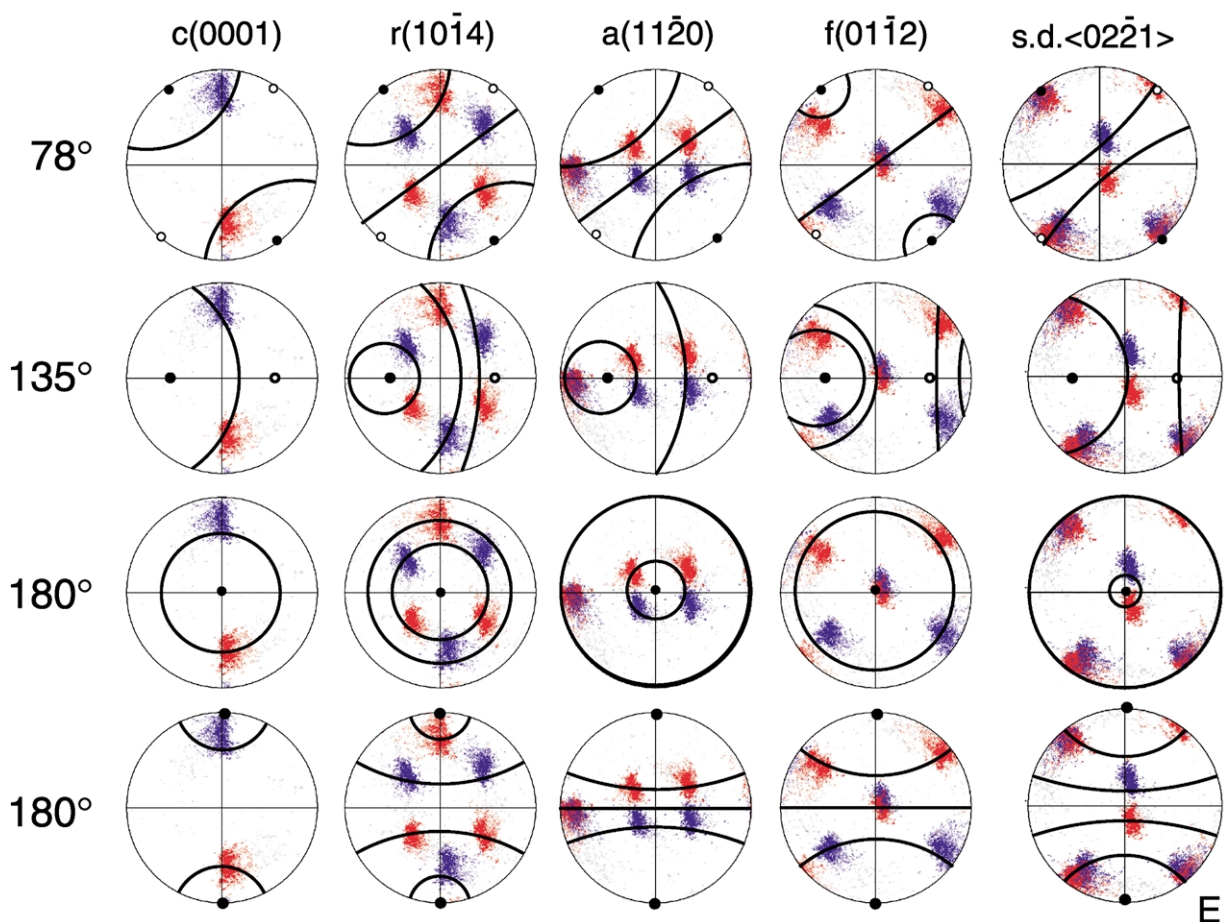 c(0001) r(101̄4) a(112̄0) f(011̄2) s.d.<022̄1>
78°
135°
180°
180°
E